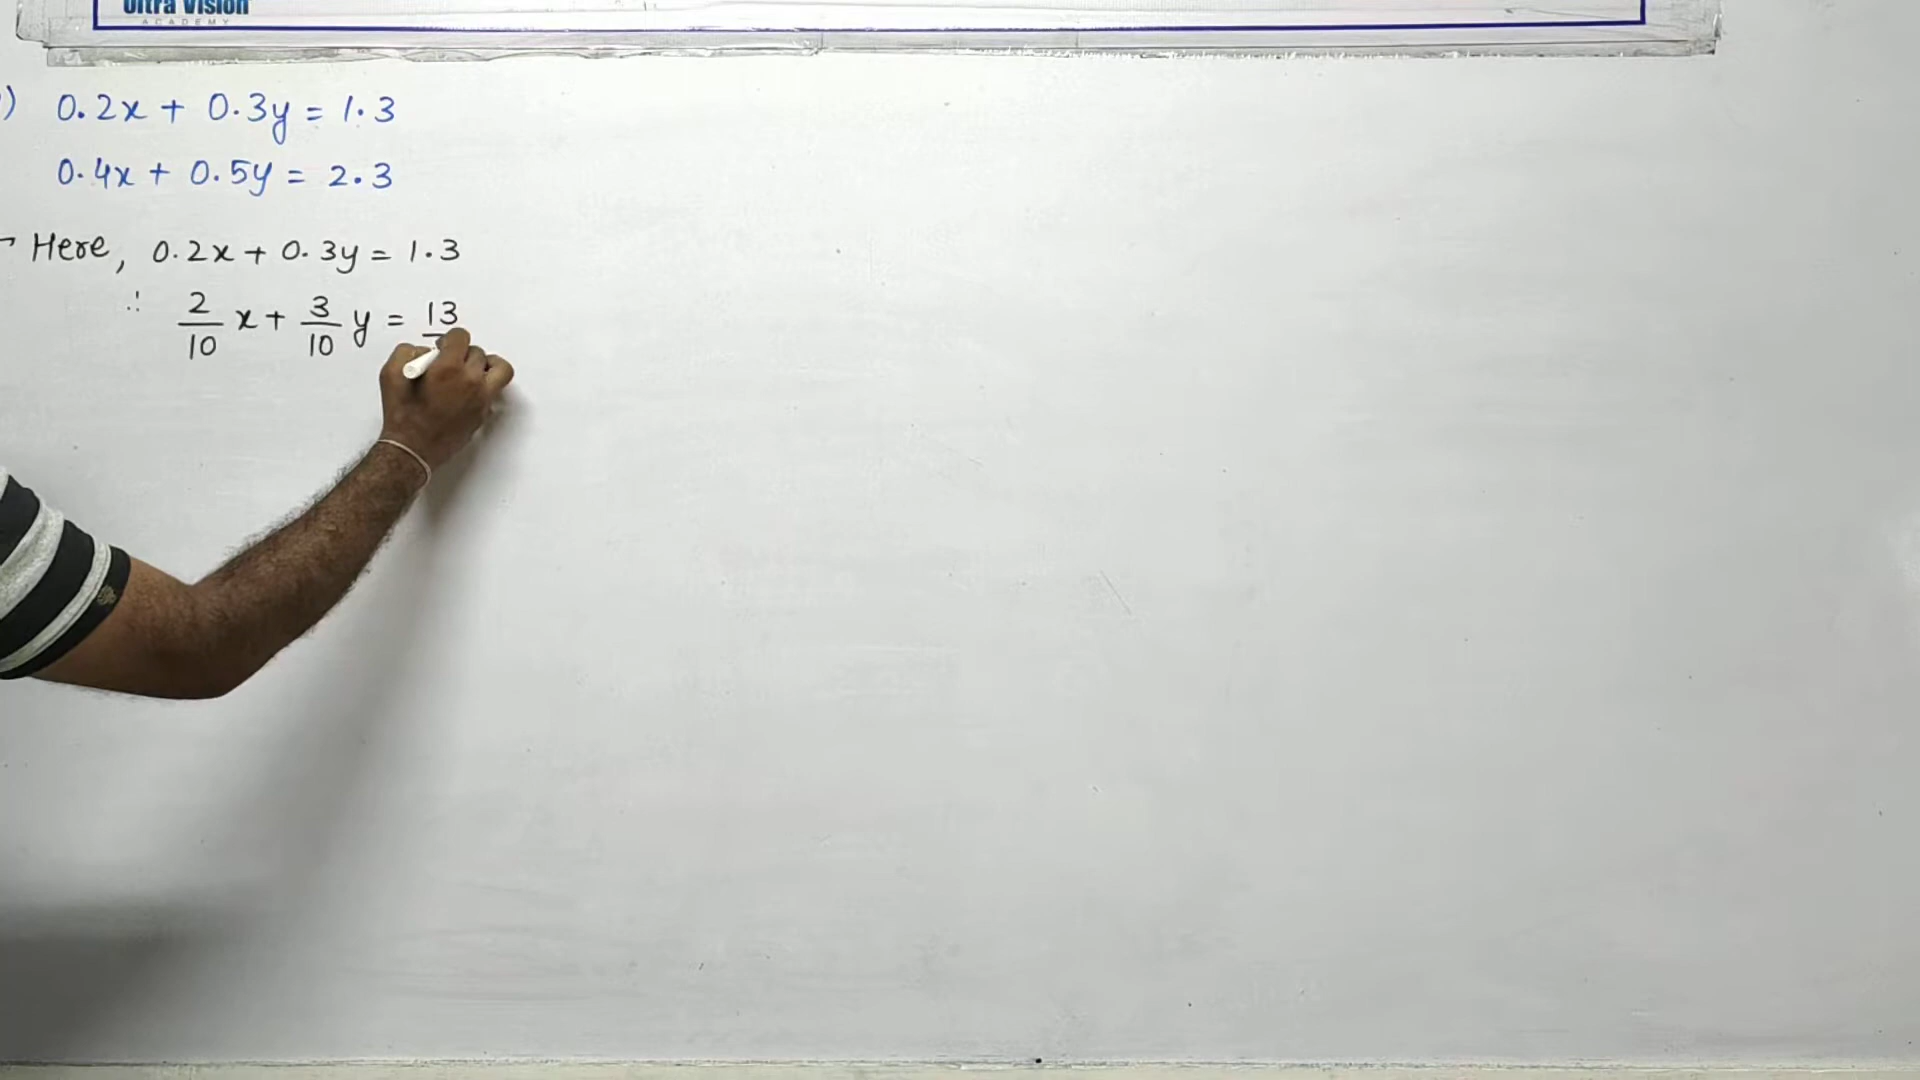 Ultra Vision
ACADEMY
) 0.2x + 0.3y = 1.3
0.4x + 0.5y = 2.3
Here, 0.2x + 0.3y = 1.3
∴ 2/10 x + 3/10 y = 13